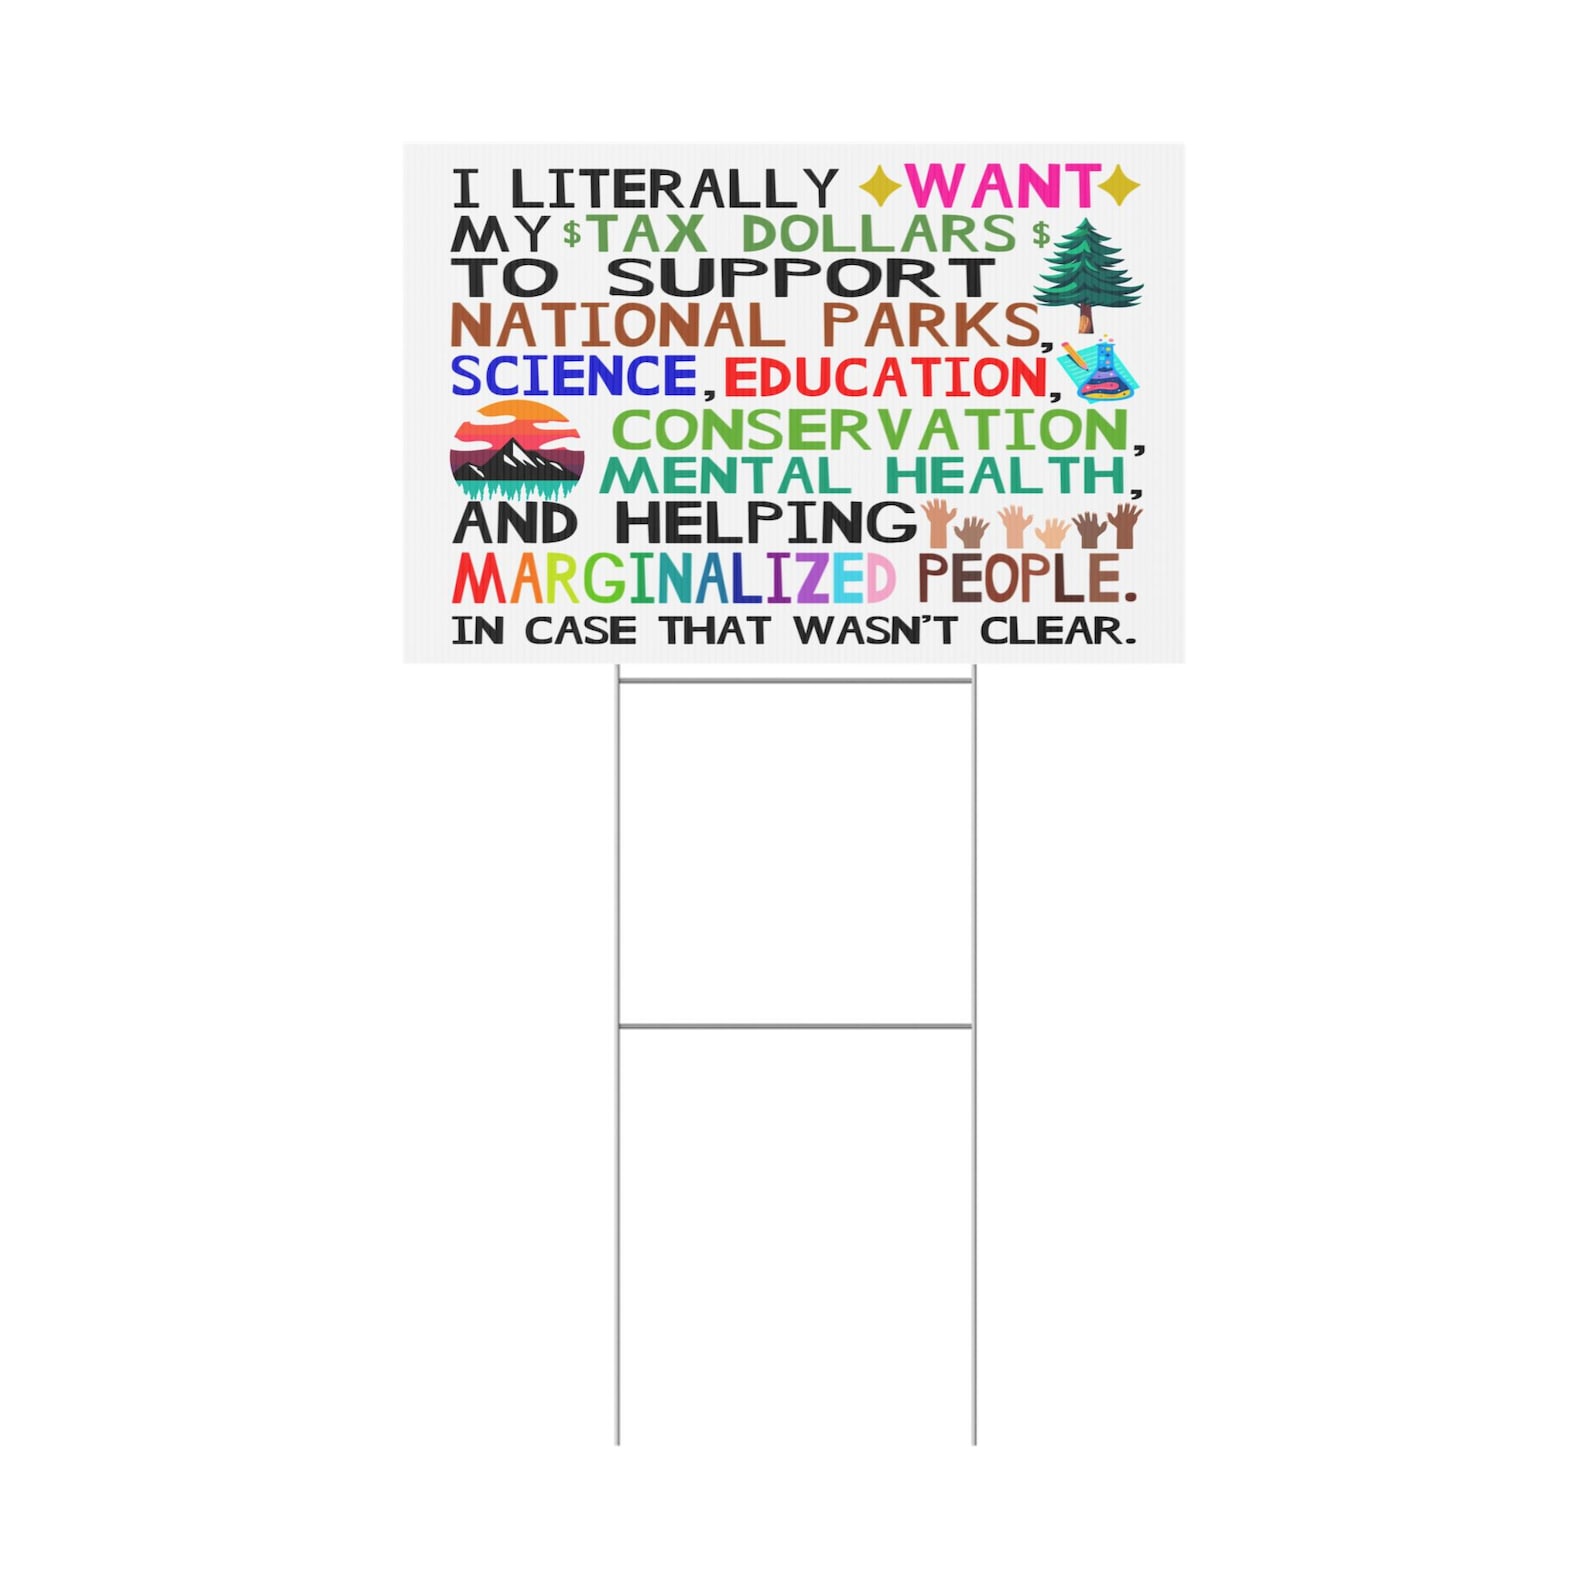 I LITERALLY WANT
MY $TAX DOLLARS $
TO SUPPORT
NATIONAL PARKS,
SCIENCE, EDUCATION,
CONSERVATION,
MENTAL HEALTH,
AND HELPING
MARGINALIZED PEOPLE.
IN CASE THAT WASN'T CLEAR.